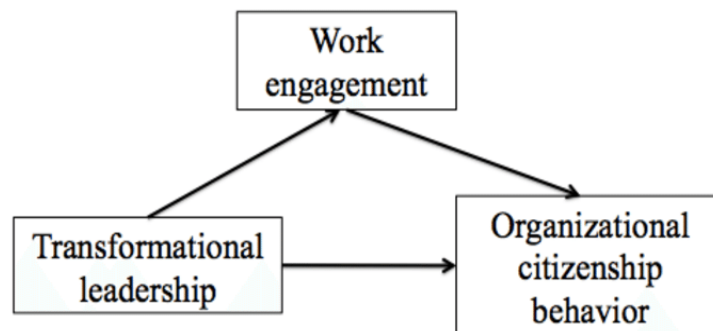 Work
engagement
Transformational
leadership
Organizational
citizenship
behavior